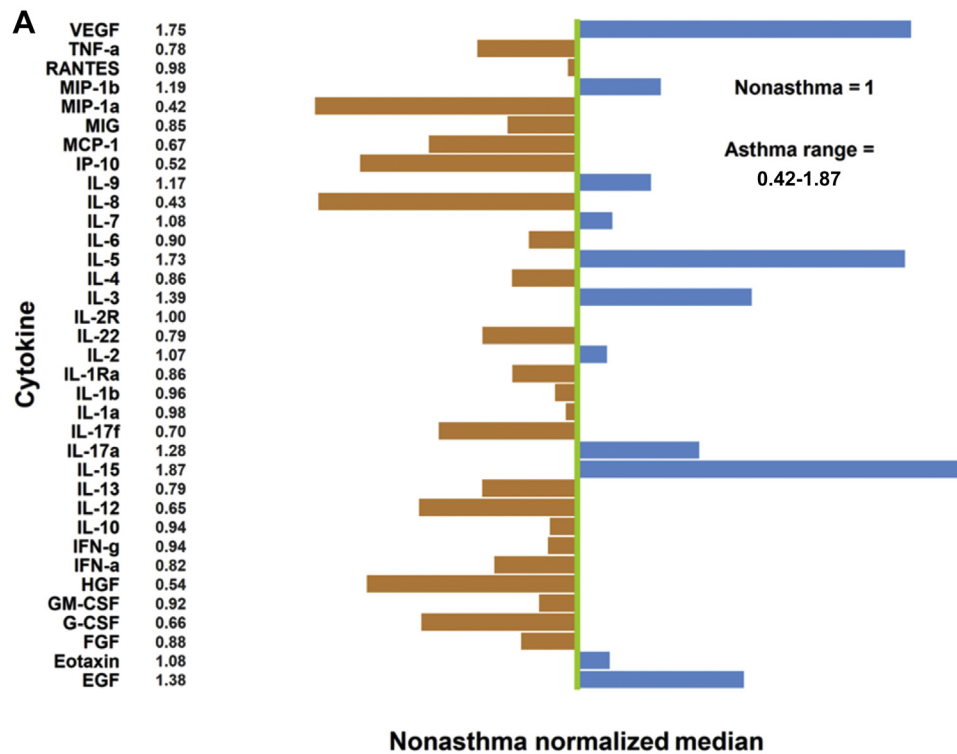 A
Cytokine
VEGF 1.75
TNF-a 0.78
RANTES 0.98
MIP-1b 1.19
MIP-1a 0.42
MIG 0.85
MCP-1 0.67
IP-10 0.52
IL-9 1.17
IL-8 0.43
IL-7 1.08
IL-6 0.90
IL-5 1.73
IL-4 0.86
IL-3 1.39
IL-2R 1.00
IL-22 0.79
IL-2 1.07
IL-1Ra 0.86
IL-1b 0.96
IL-1a 0.98
IL-17f 0.70
IL-17a 1.28
IL-15 1.87
IL-13 0.79
IL-12 0.65
IL-10 0.94
IFN-g 0.94
IFN-a 0.82
HGF 0.54
GM-CSF 0.92
G-CSF 0.66
FGF 0.88
Eotaxin 1.08
EGF 1.38
Nonasthma = 1
Asthma range =
0.42-1.87
Nonasthma normalized median